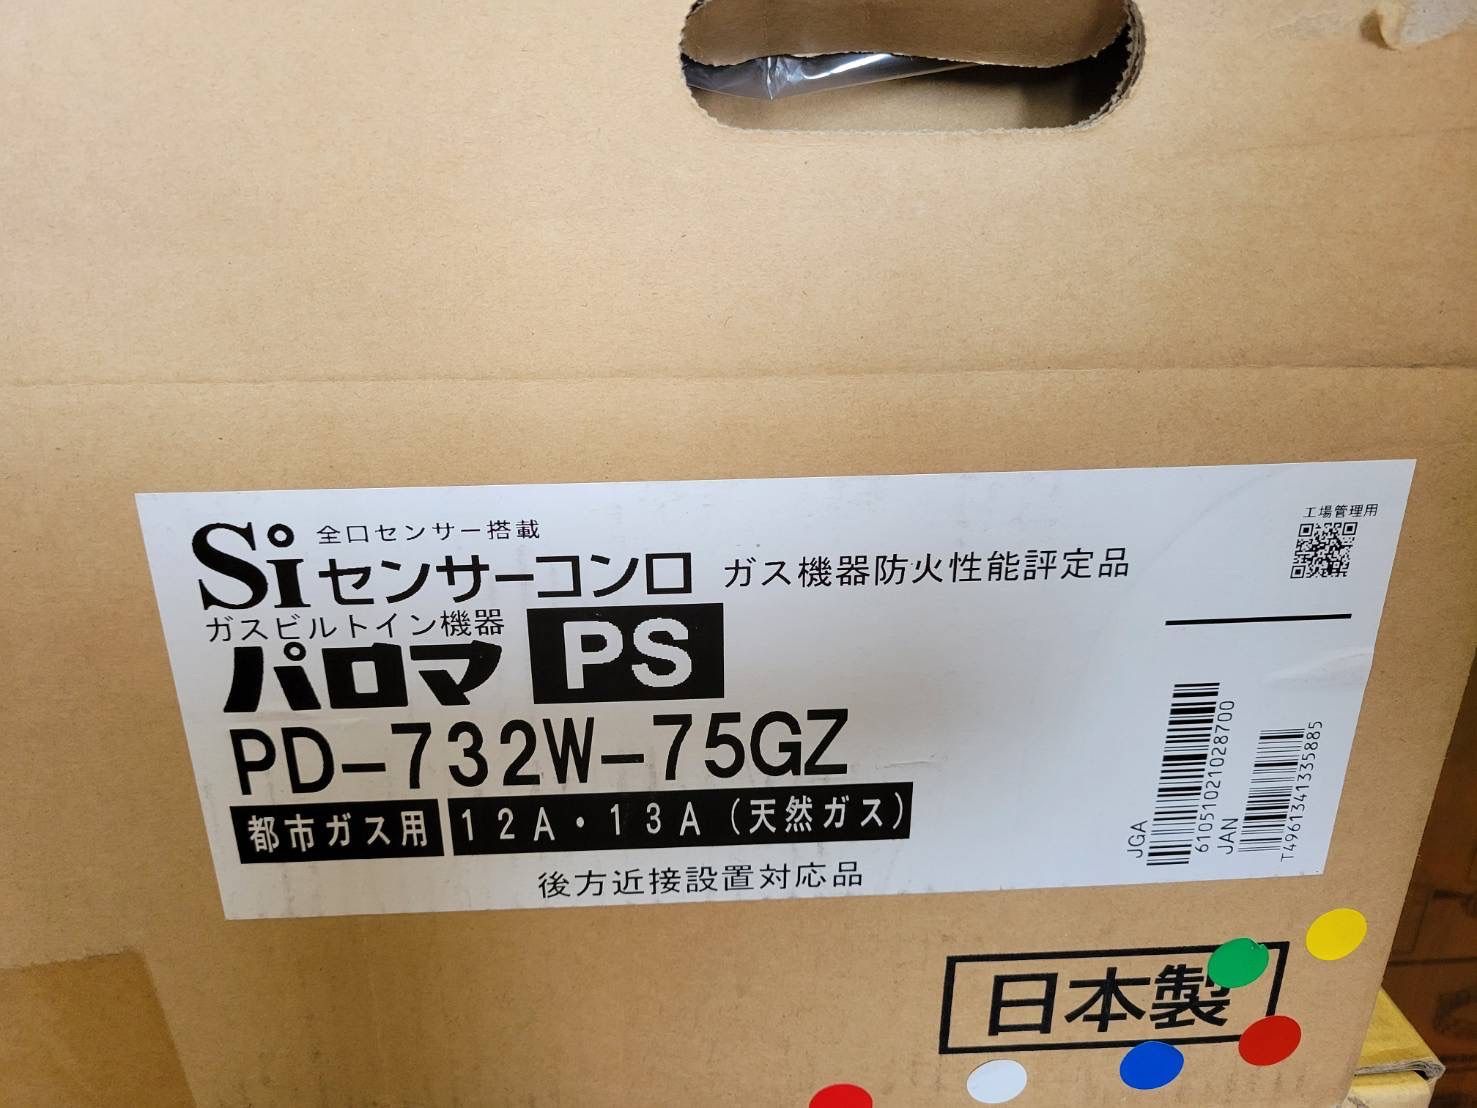 工場管理用
全口センサー搭載
Siセンサーコンロ ガス機器防火性能評定品
ガスビルトイン機器
パロマ PS
PD-732W-75GZ
都市ガス用 12A・13A(天然ガス)
後方近接設置対応品
JGA
61051021028700
JAN
T4961341335885
日本製